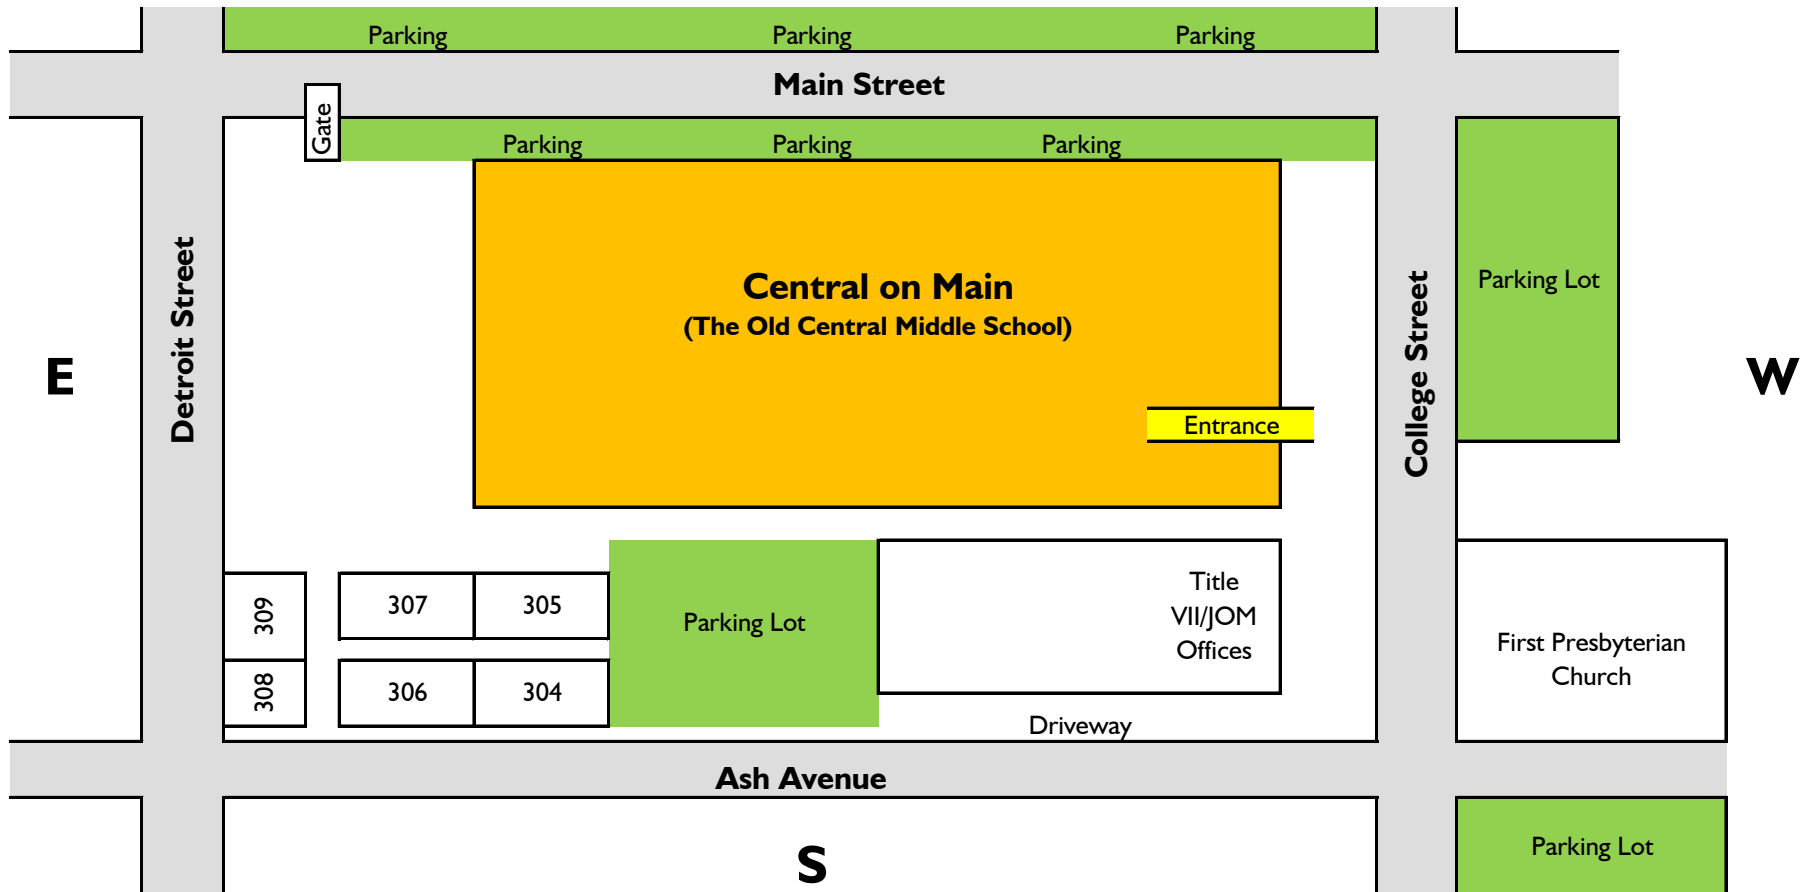 Parking
Parking
Parking
Main Street
Gate
Parking
Parking
Parking
Detroit Street
Central on Main
(The Old Central Middle School)
College Street
Parking Lot
E
W
Entrance
309
307
305
Parking Lot
Title
VII/JOM
Offices
First Presbyterian
Church
308
306
304
Driveway
Ash Avenue
S
Parking Lot